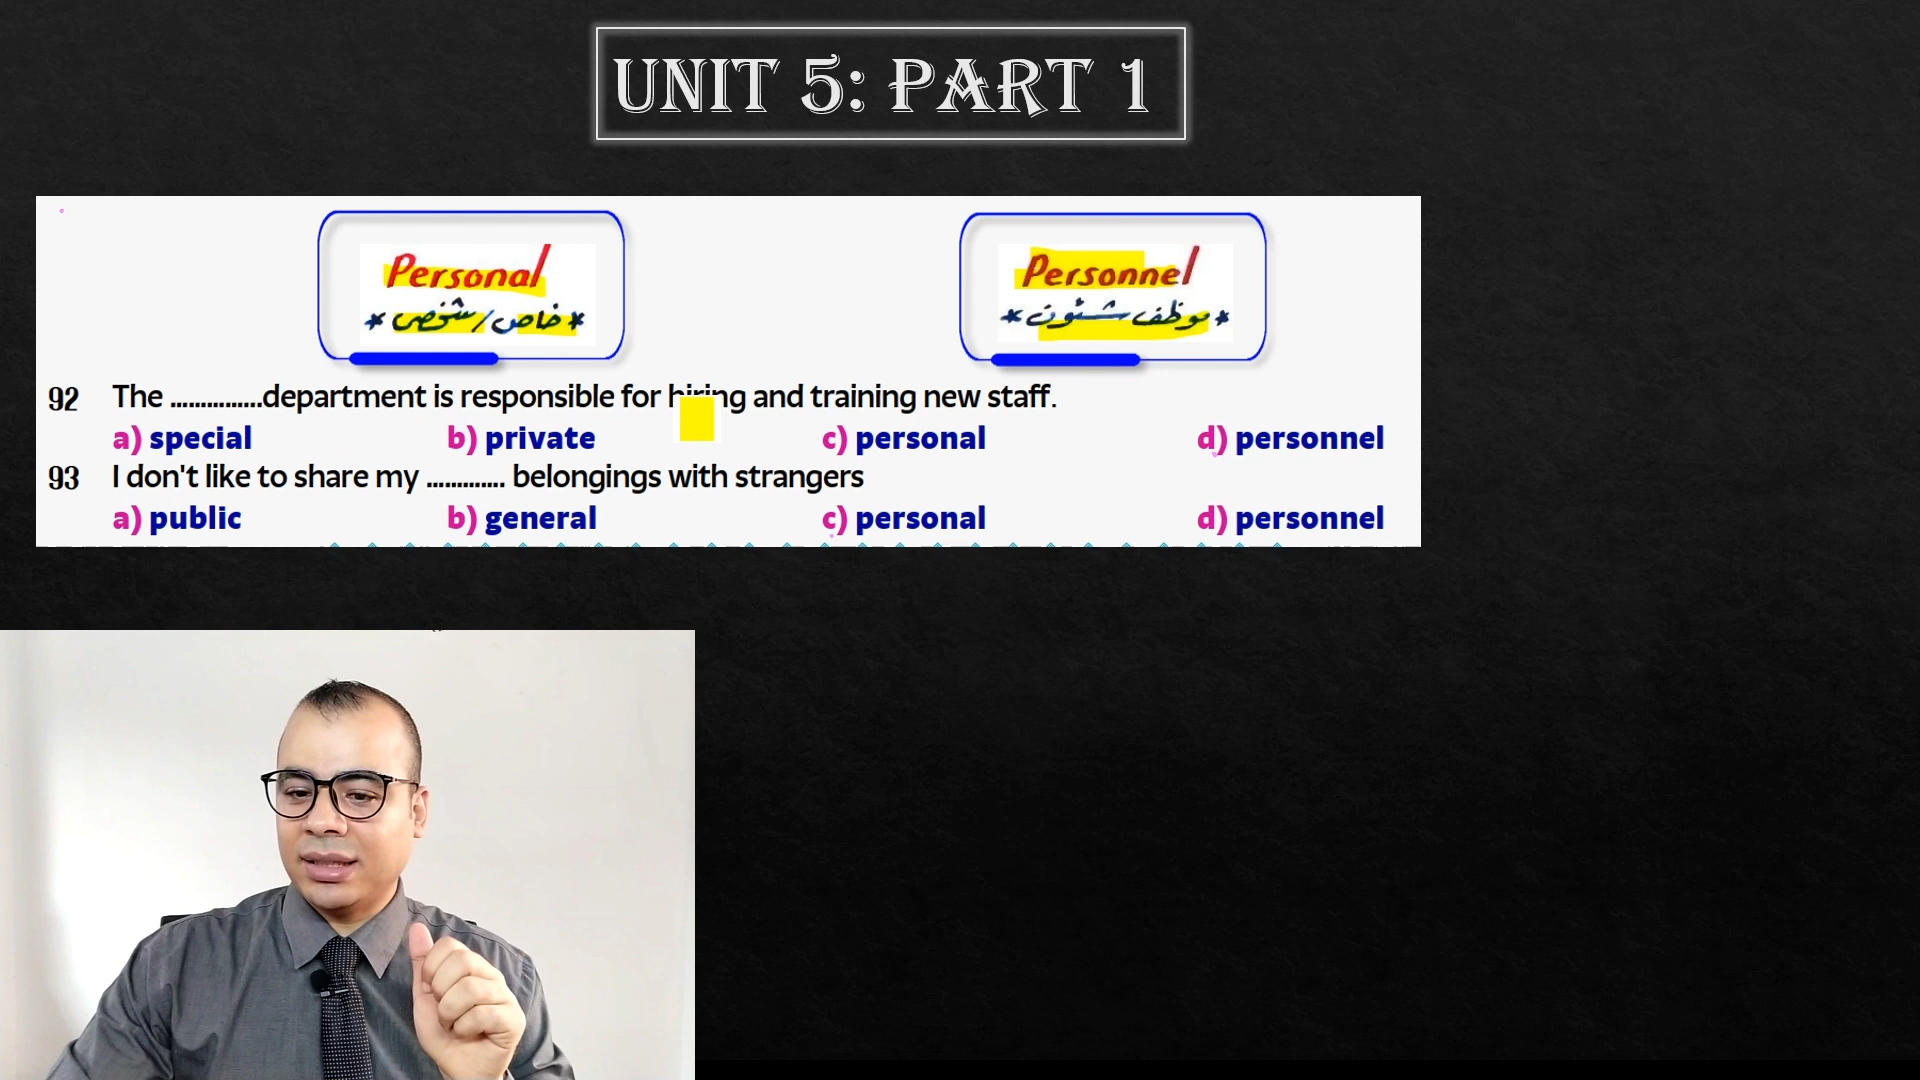 UNIT 5: PART 1
Personal
* خاص/شخصى *
Personnel
* موظف شئون *
92 The ...............department is responsible for hiring and training new staff.
a) special b) private c) personal d) personnel
93 I don't like to share my ............. belongings with strangers
a) public b) general c) personal d) personnel